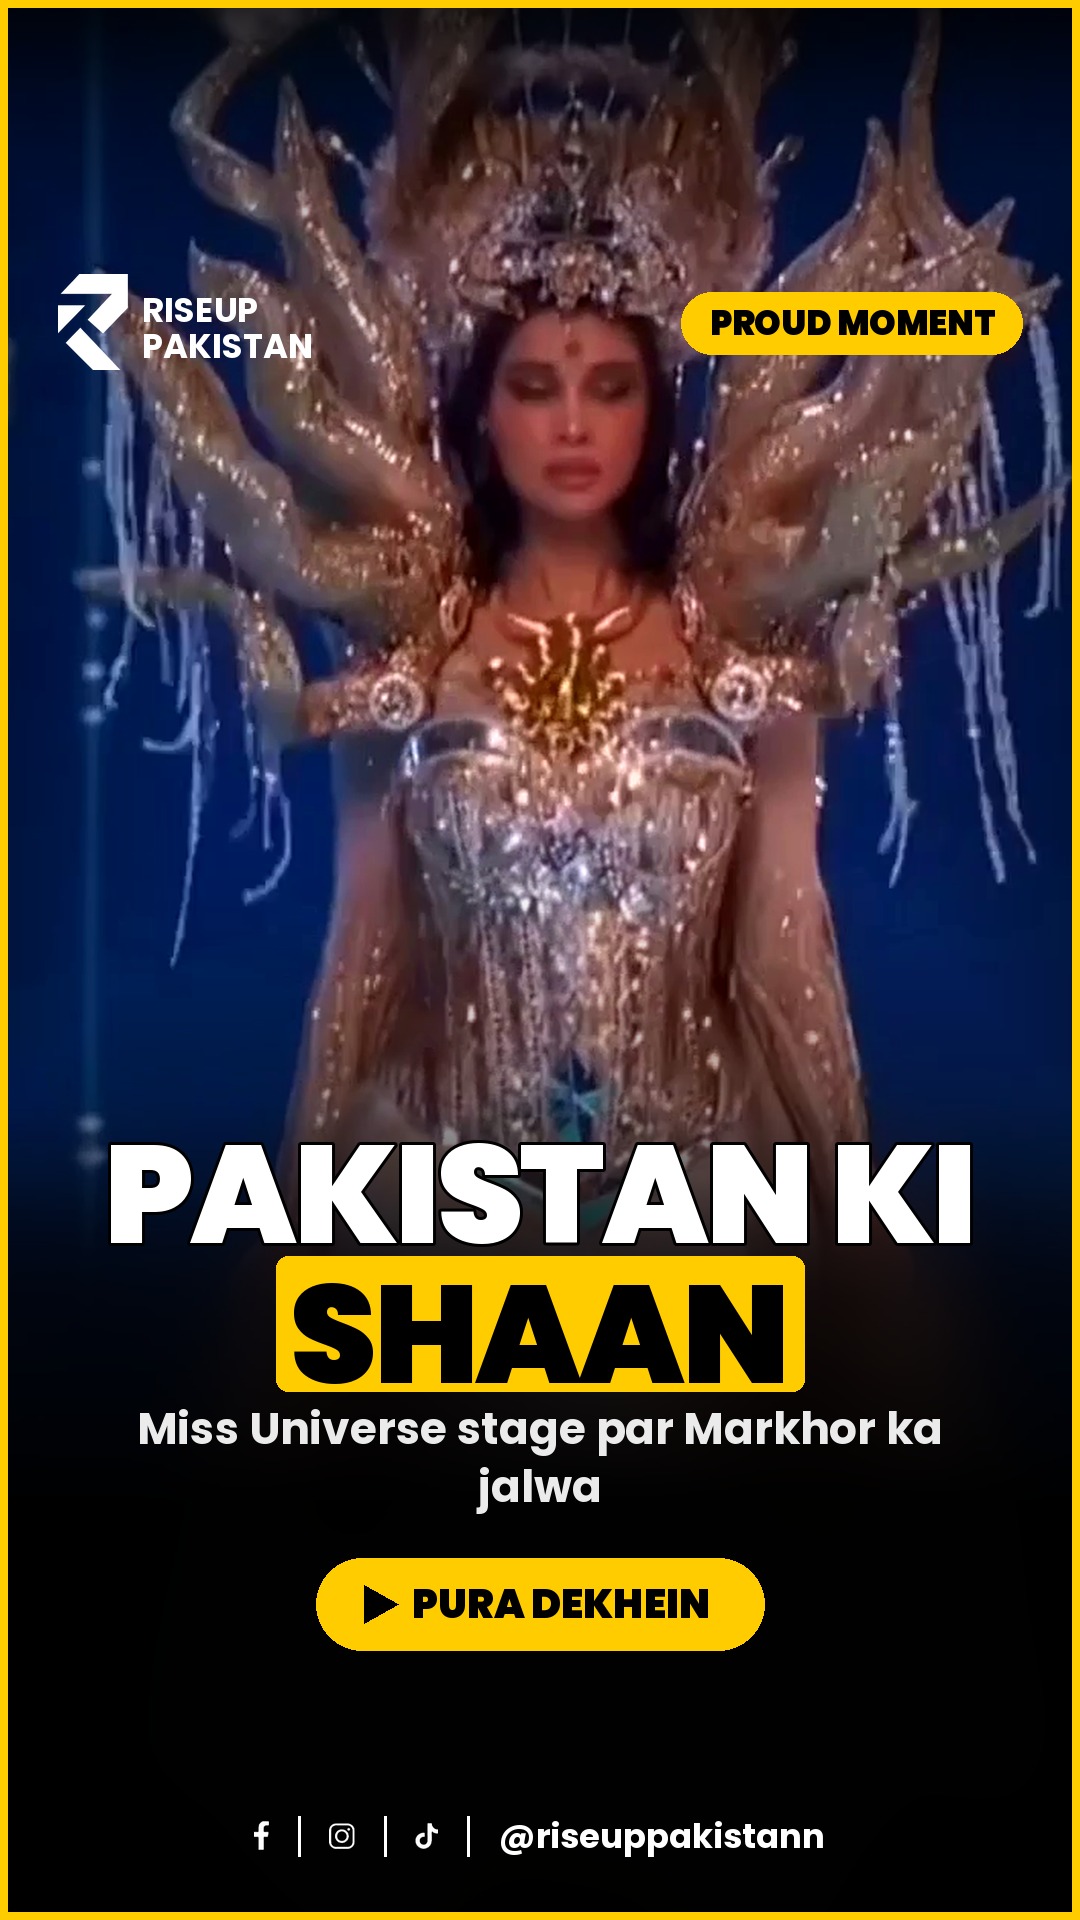 RISEUP
PAKISTAN
PROUD MOMENT
PAKISTAN KI
SHAAN
Miss Universe stage par Markhor ka
jalwa
PURA DEKHEIN
@riseuppakistann